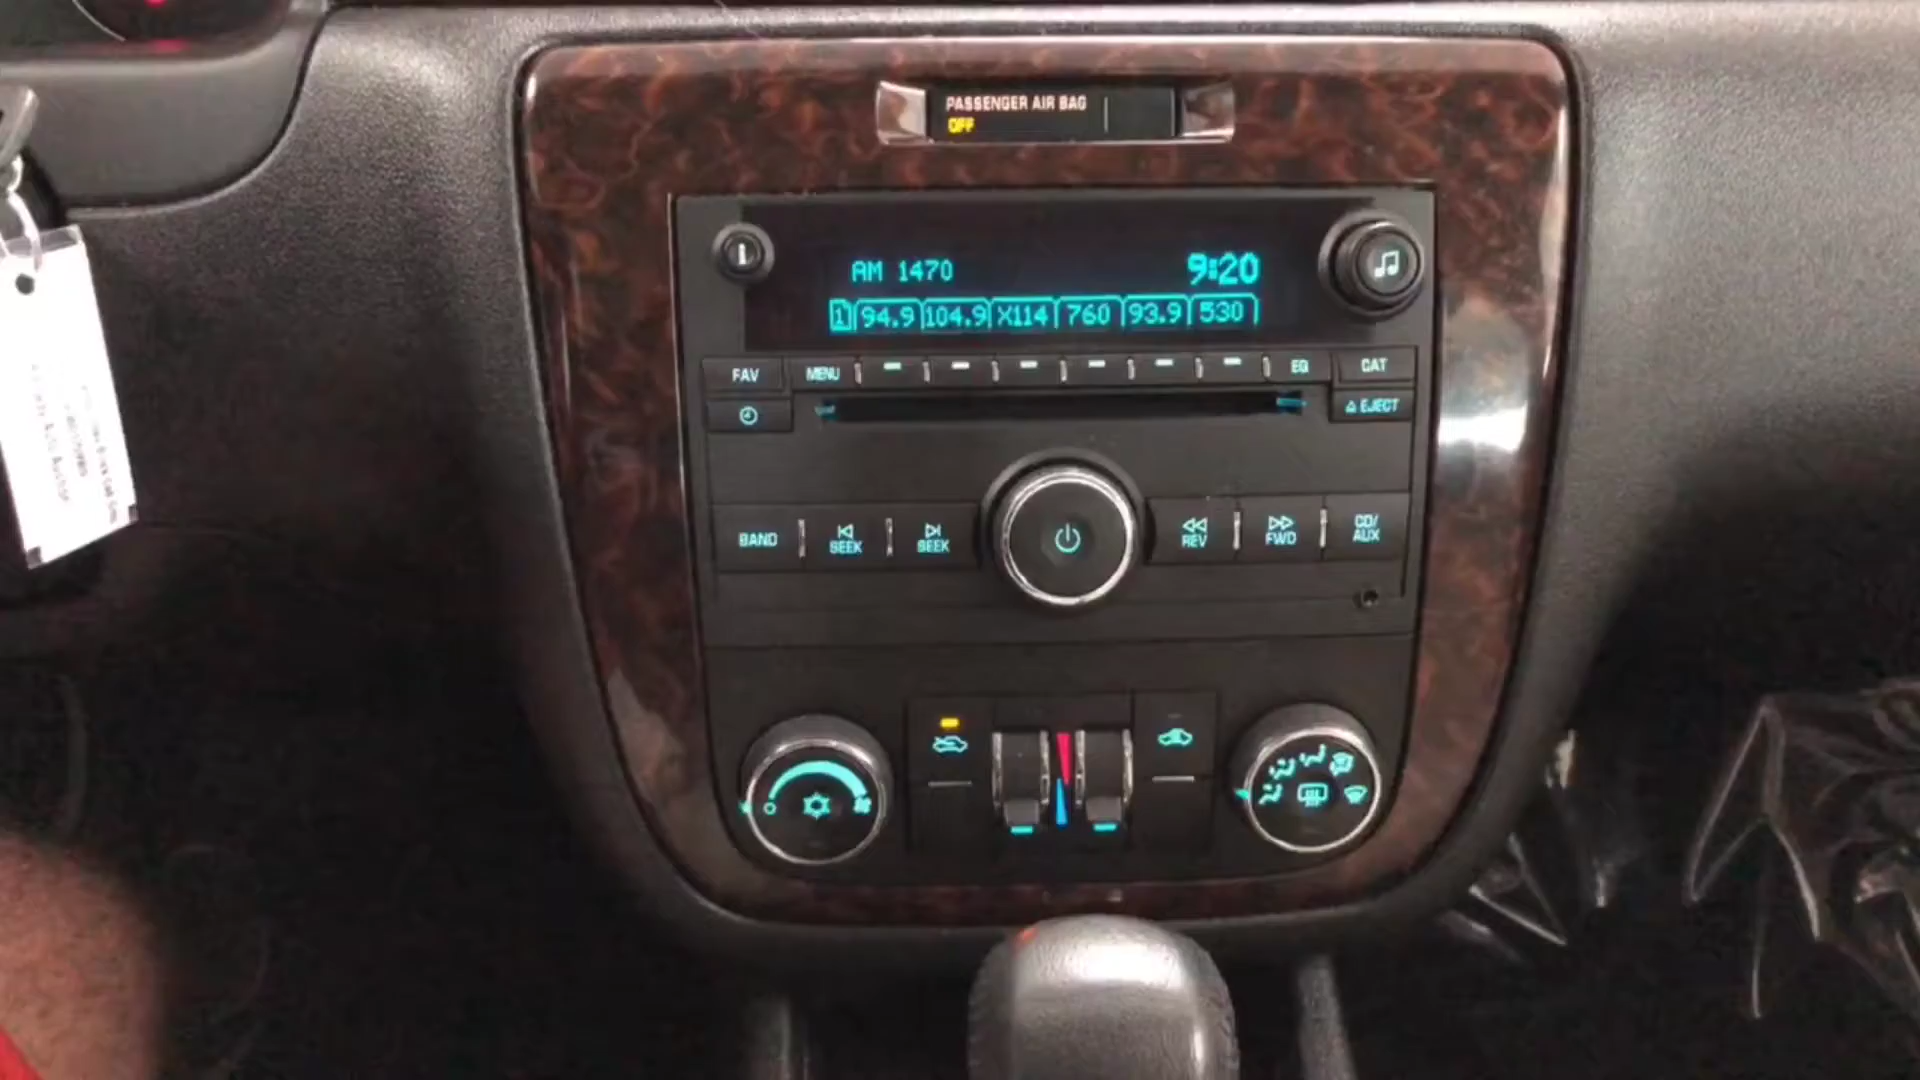 PASSENGER AIR BAG
OFF
AM 1470 9:20
1 94.9 104.9 X114 760 93.9 530
FAV MENU EQ CAT
EJECT
BAND SEEK SEEK REV FWD CD/AUX